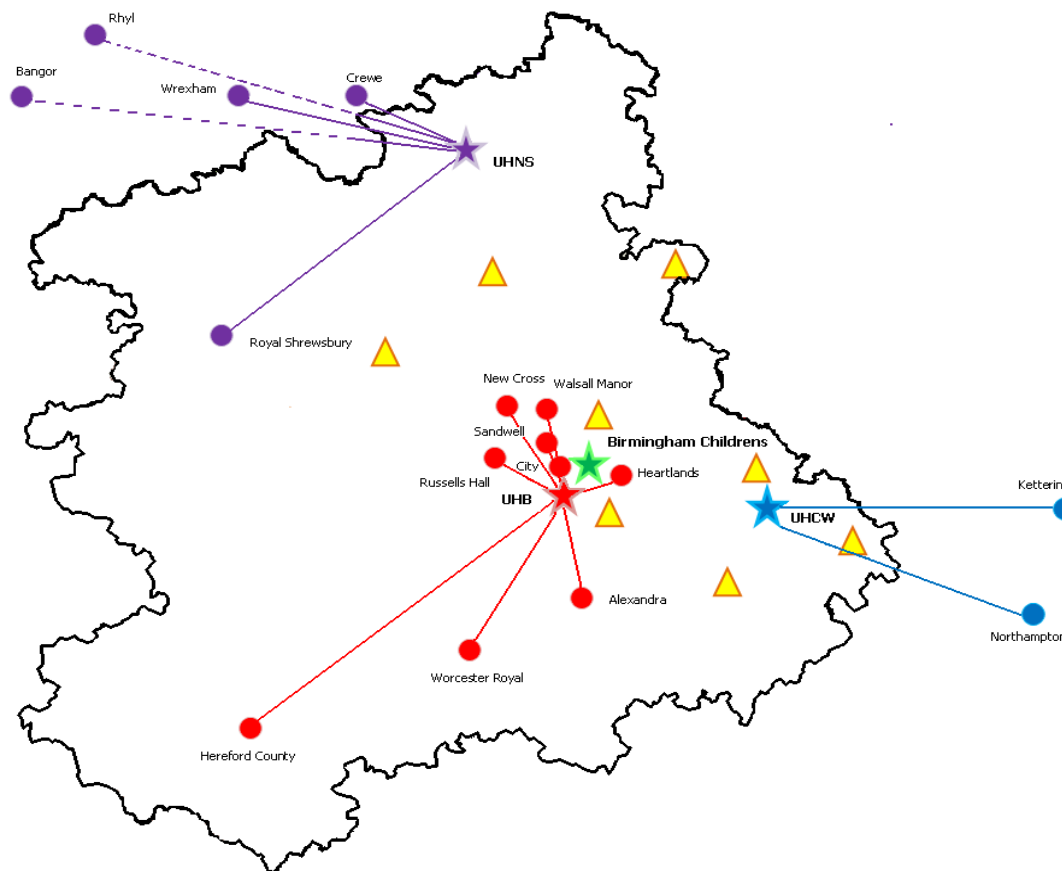 Rhyl
Bangor
Wrexham
Crewe
UHNS
Royal Shrewsbury
New Cross
Walsall Manor
Sandwell
Birmingham Childrens
City
Heartlands
Russells Hall
UHB
Ketterin
UHCW
Alexandra
Northampton
Worcester Royal
Hereford County